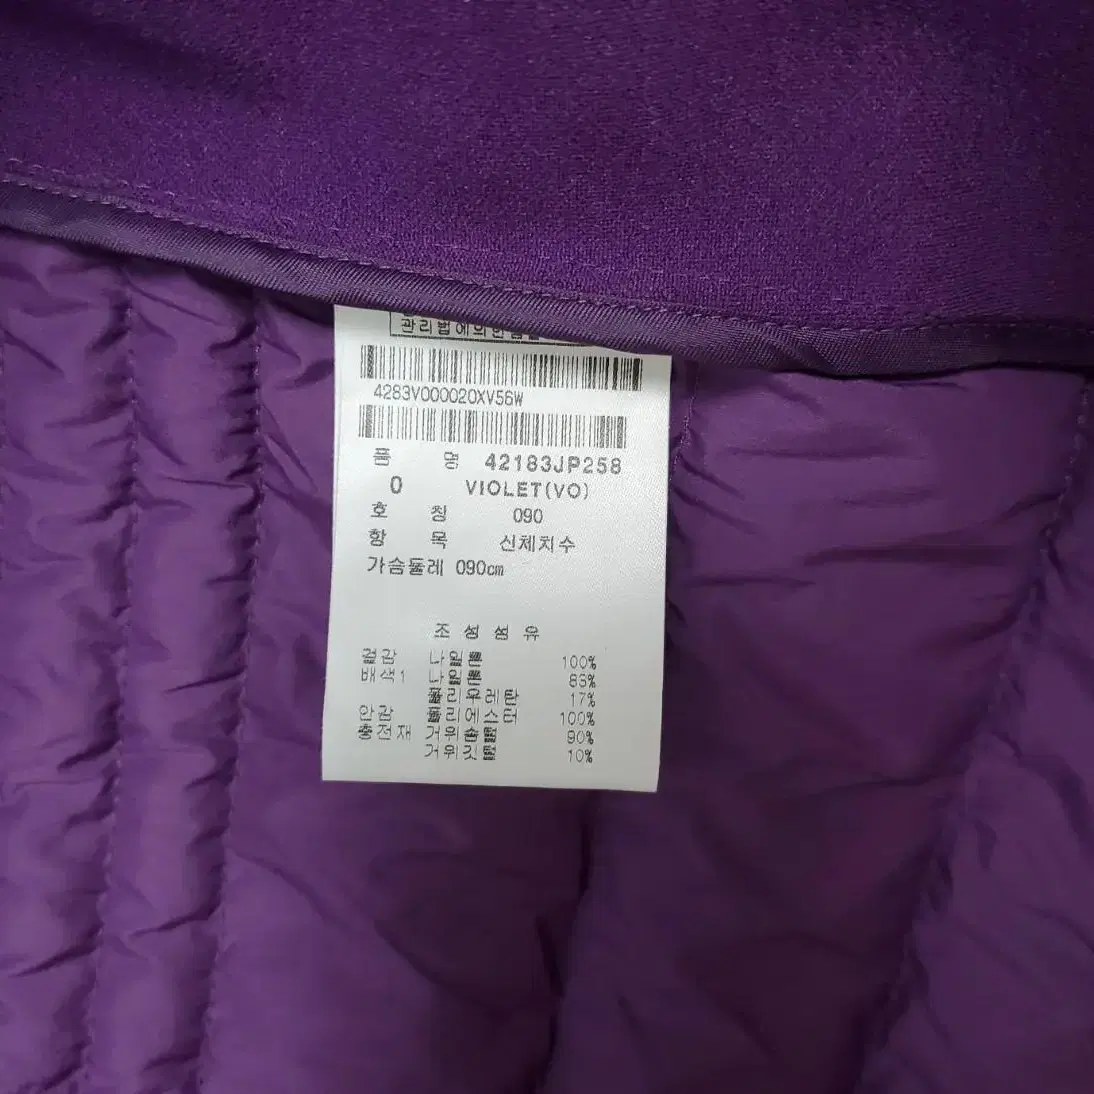 관리법에의한
4283V000020XV56W
품 명 42183JP258
0 VIOLET(VO)
호 칭 090
항 목 신체치수
가슴둘레 090cm
조 성 섬 유
겉감 나일론 100%
배색1 나일론 83%
폴리우레탄 17%
안감 폴리에스터 100%
충전재 거위솜털 90%
거위깃털 10%